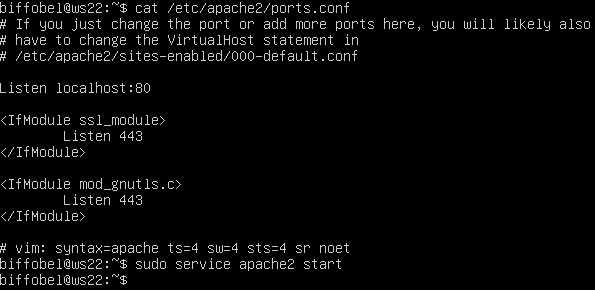 biffobel@ws22:~$ cat /etc/apache2/ports.conf
# If you just change the port or add more ports here, you will likely also
# have to change the VirtualHost statement in
# /etc/apache2/sites-enabled/000-default.conf
Listen localhost:80
<IfModule ssl_module>
Listen 443
</IfModule>
<IfModule mod_gnutls.c>
Listen 443
</IfModule>
# vim: syntax=apache ts=4 sw=4 sts=4 sr noet
biffobel@ws22:~$ sudo service apache2 start
biffobel@ws22:~$